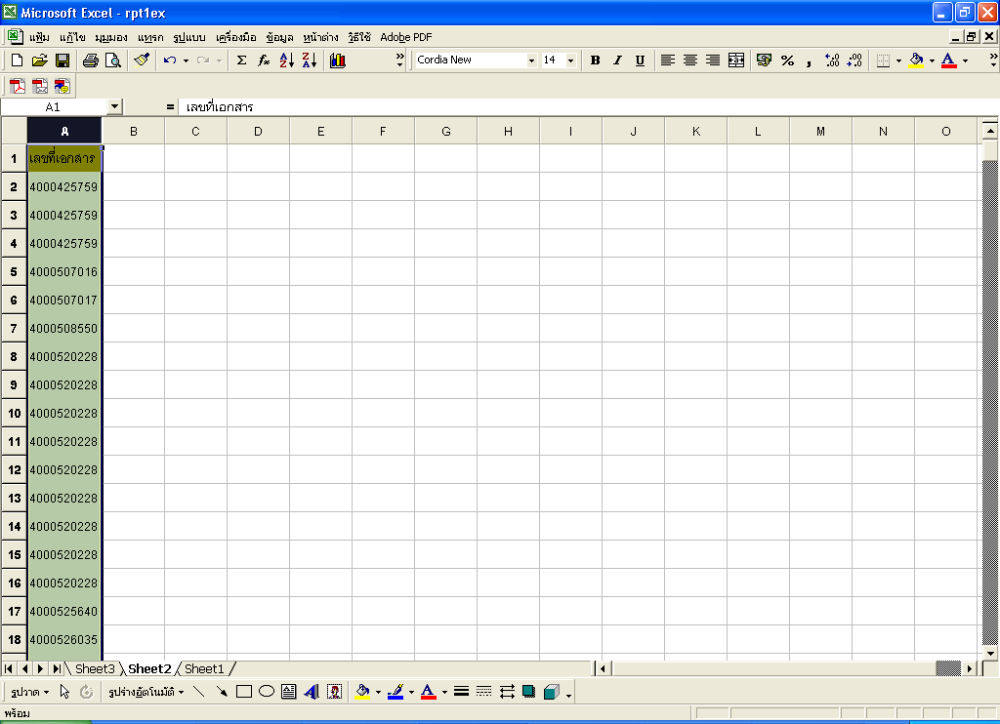 Microsoft Excel - rpt1ex
แฟ้ม แก้ไข มุมมอง แทรก รูปแบบ เครื่องมือ ข้อมูล หน้าต่าง วิธีใช้ Adobe PDF
Cordia New 14 B I U
A1 = เลขที่เอกสาร
A B C D E F G H I J K L M N O
1 เลขที่เอกสาร
2 4000425759
3 4000425759
4 4000425759
5 4000507016
6 4000507017
7 4000508550
8 4000520228
9 4000520228
10 4000520228
11 4000520228
12 4000520228
13 4000520228
14 4000520228
15 4000520228
16 4000520228
17 4000525640
18 4000526035
Sheet3 Sheet2 Sheet1
รูปวาด รูปร่างอัตโนมัติ
พร้อม